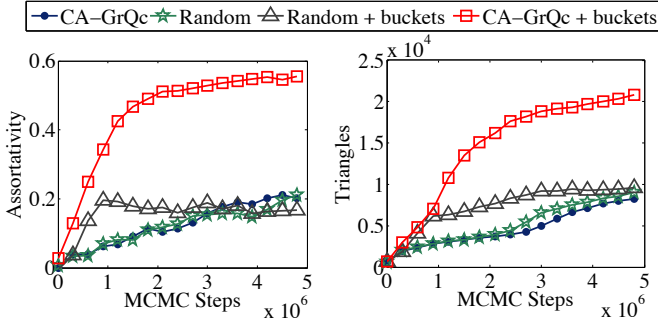 CA–GrQc Random Random + buckets CA–GrQc + buckets
0.6
0.4
0.2
0
Assortativity
0 1 2 3 4 5
MCMC Steps
x 10^6
x 10^4
2.5
2
1.5
1
0.5
0
Triangles
0 1 2 3 4 5
MCMC Steps
x 10^6